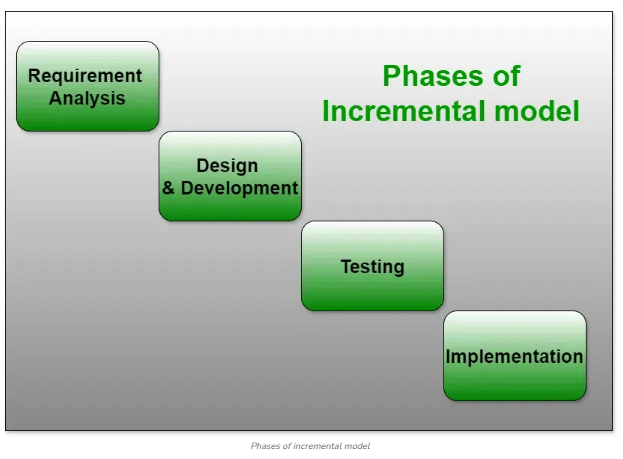 Phases of
Incremental model
Requirement
Analysis
Design
& Development
Testing
Implementation
Phases of incremental model